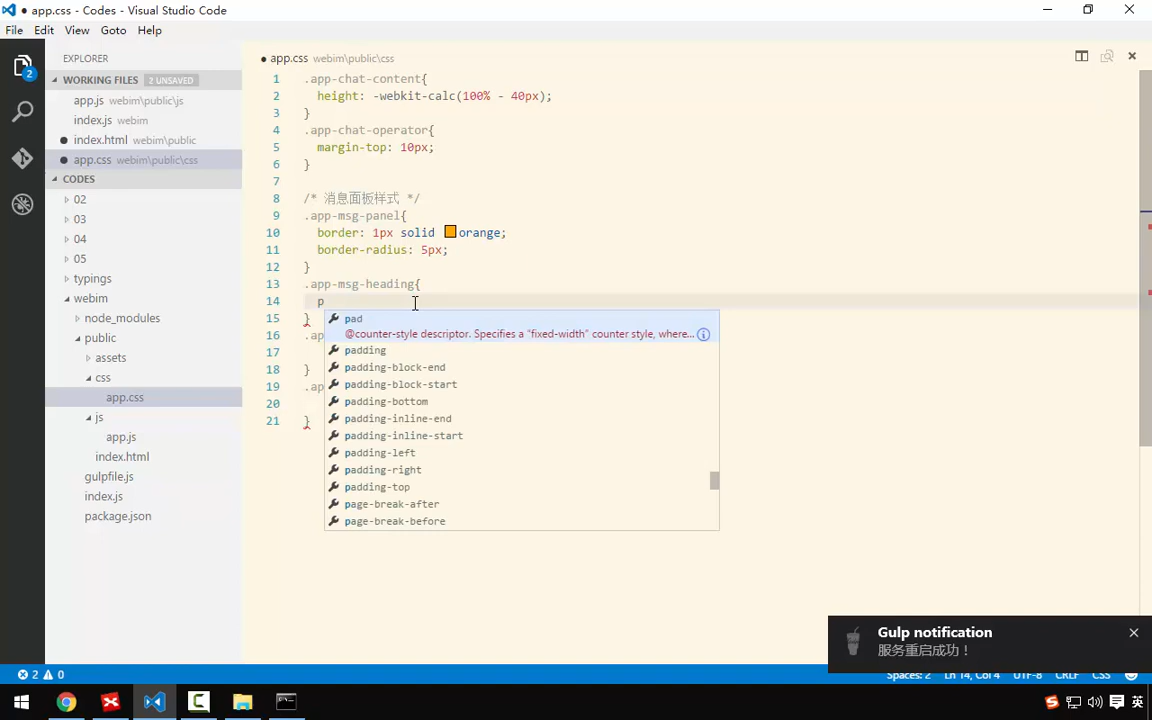 app.css - Codes - Visual Studio Code
File Edit View Goto Help
EXPLORER
WORKING FILES 2 UNSAVED
app.js webim\public\js
index.js webim
index.html webim\public
app.css webim\public\css
CODES
02
03
04
05
typings
webim
node_modules
public
assets
css
app.css
js
app.js
index.html
gulpfile.js
index.js
package.json
2
app.css webim\public\css
1 .app-chat-content{
2 height: -webkit-calc(100% - 40px);
3 }
4 .app-chat-operator{
5 margin-top: 10px;
6 }
7
8 /* 消息面板样式 */
9 .app-msg-panel{
10 border: 1px solid orange;
11 border-radius: 5px;
12 }
13 .app-msg-heading{
14 p
15 }
16 .ap
17
18 }
19 .ap
20
21 }
pad
@counter-style descriptor. Specifies a "fixed-width" counter style, where...
padding
padding-block-end
padding-block-start
padding-bottom
padding-inline-end
padding-inline-start
padding-left
padding-right
padding-top
page-break-after
page-break-before
Gulp notification
服务重启成功！
2 0
Spaces: 2 Ln 14, Col 4 UTF-8 CRLF CSS
英